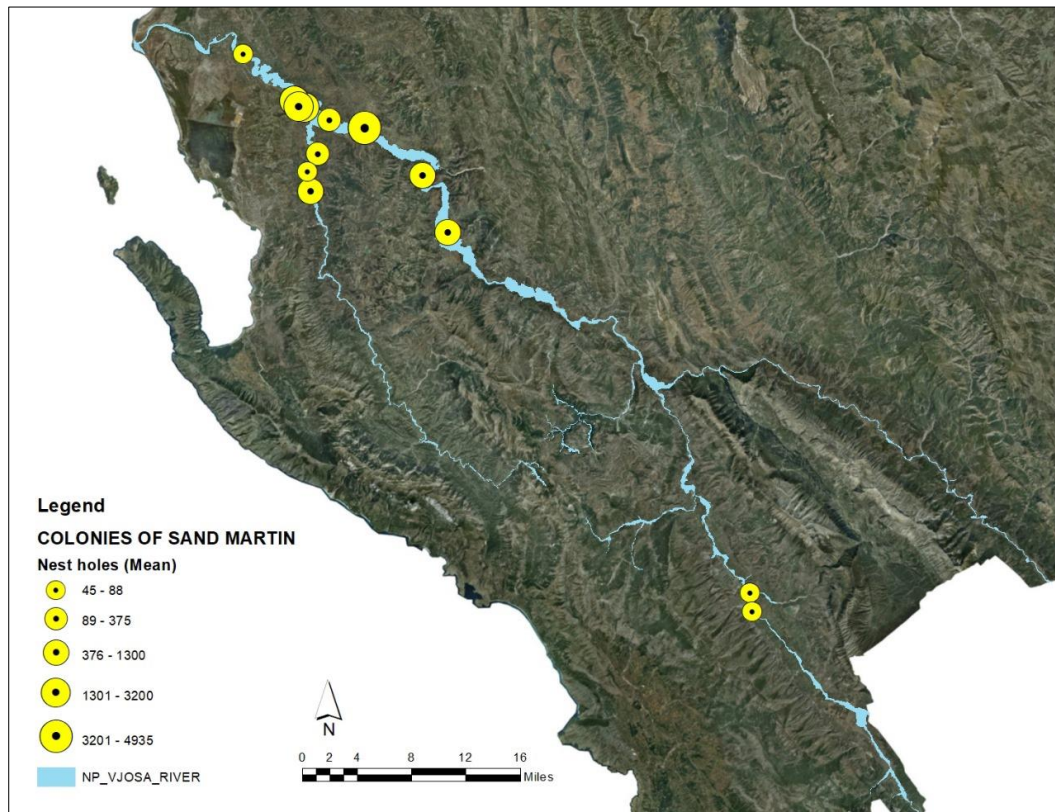 Legend
COLONIES OF SAND MARTIN
Nest holes (Mean)
45 - 88
89 - 375
376 - 1300
1301 - 3200
3201 - 4935
NP_VJOSA_RIVER
N
0 2 4 8 12 16
Miles